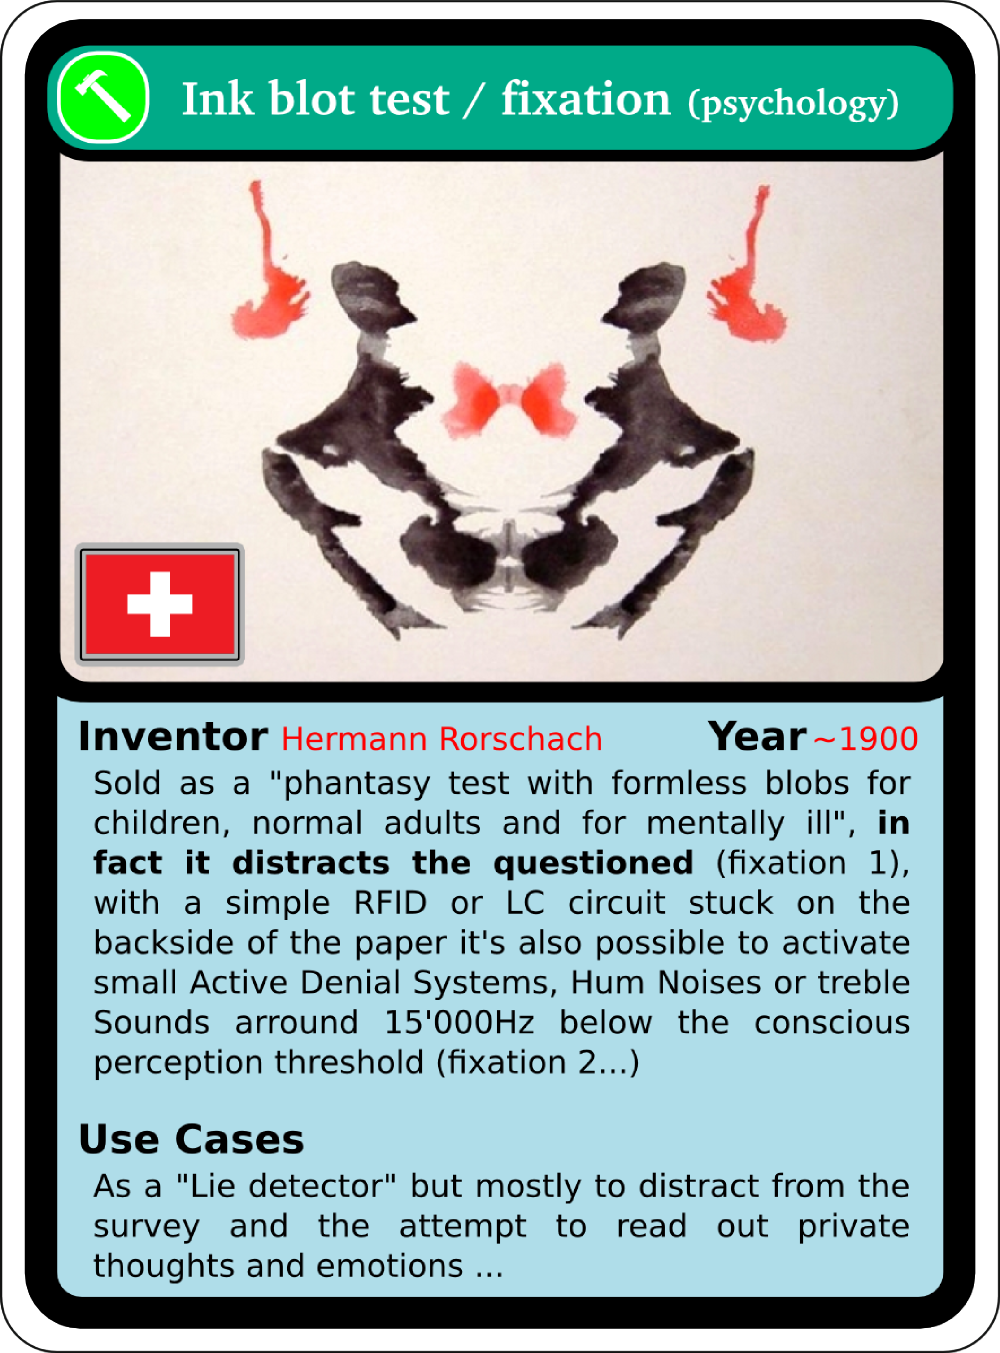 Ink blot test / fixation (psychology)
Inventor Hermann Rorschach Year ~1900
Sold as a "phantasy test with formless blobs for
children, normal adults and for mentally ill", in
fact it distracts the questioned (fixation 1),
with a simple RFID or LC circuit stuck on the
backside of the paper it's also possible to activate
small Active Denial Systems, Hum Noises or treble
Sounds arround 15'000Hz below the conscious
perception threshold (fixation 2...)
Use Cases
As a "Lie detector" but mostly to distract from the
survey and the attempt to read out private
thoughts and emotions ...